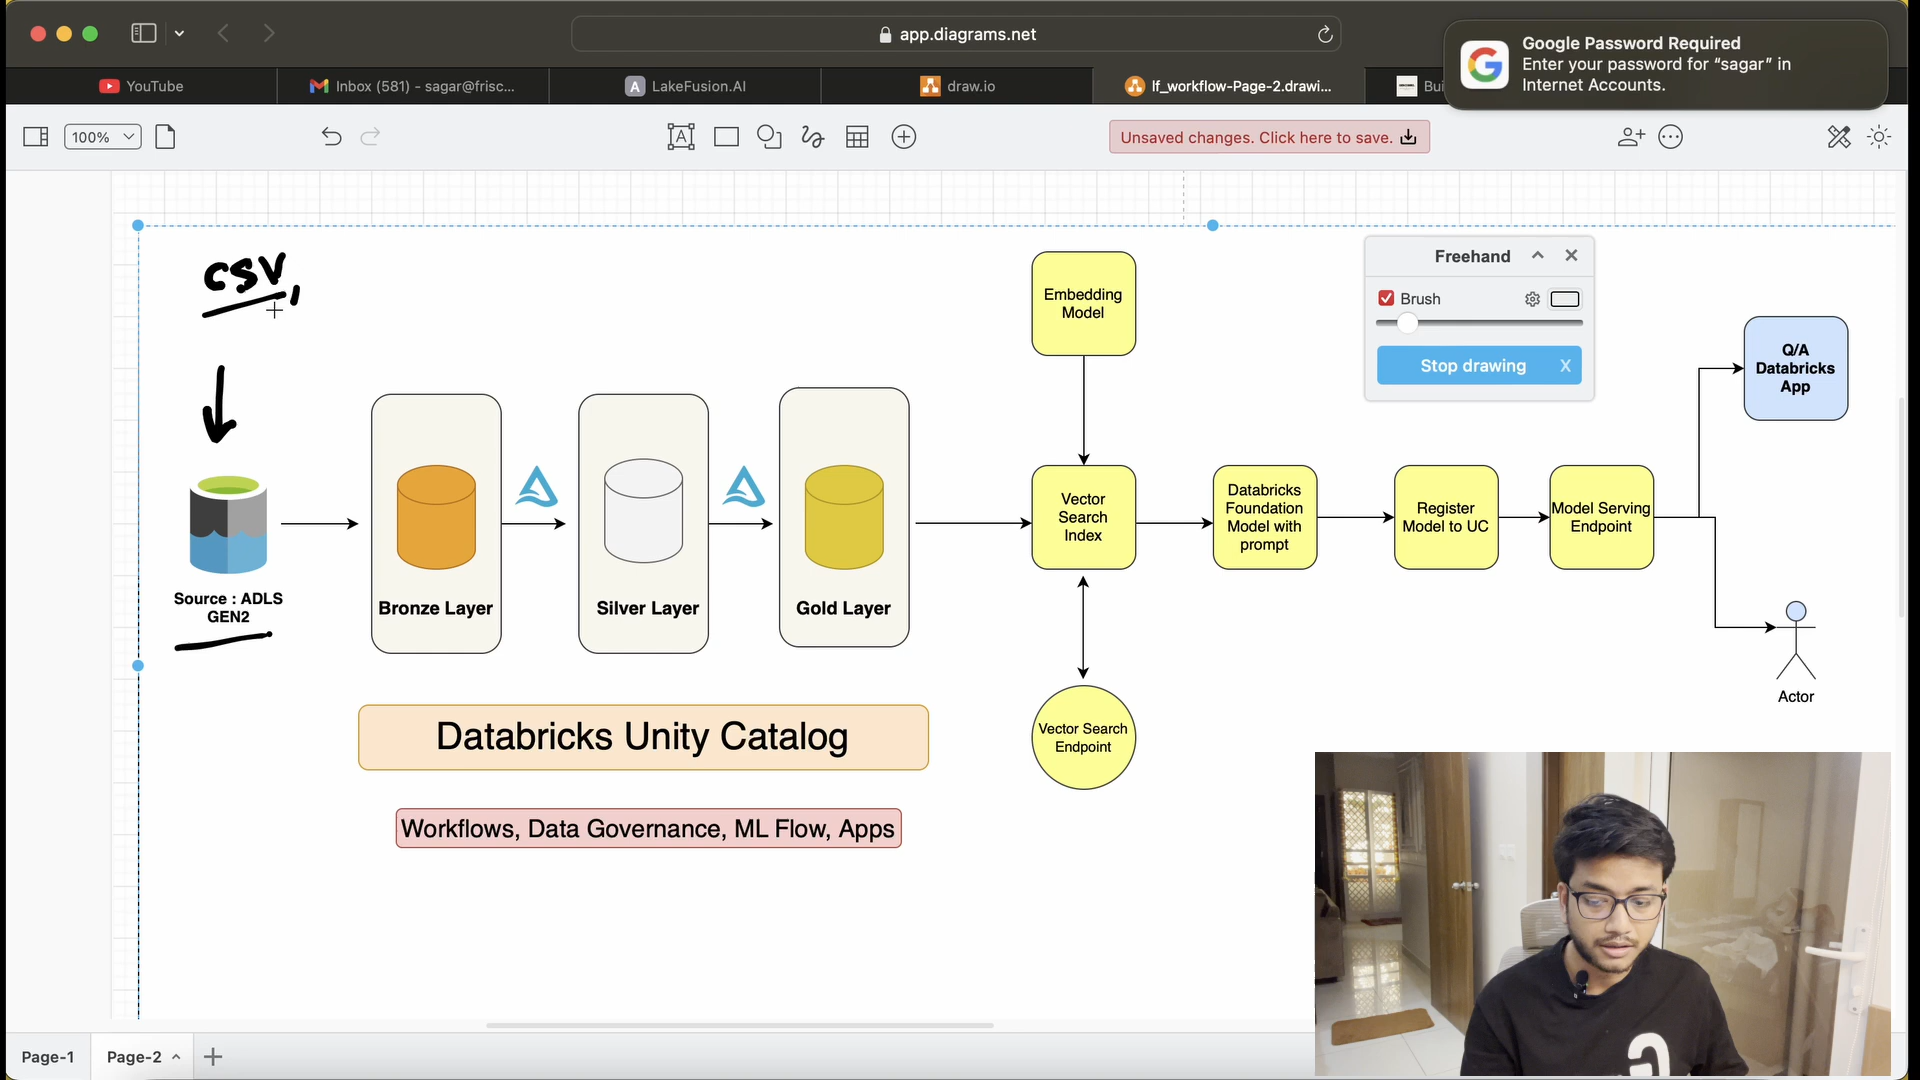 app.diagrams.net
Google Password Required
Enter your password for “sagar” in
Internet Accounts.
YouTube
Inbox (581) - sagar@frisc...
LakeFusion.AI
draw.io
lf_workflow-Page-2.drawi...
Bui
100%
Unsaved changes. Click here to save.
csv,
Freehand
Brush
Stop drawing X
Embedding
Model
Q/A
Databricks
App
Vector
Search
Index
Databricks
Foundation
Model with
prompt
Register
Model to UC
Model Serving
Endpoint
Source : ADLS
GEN2
Bronze Layer
Silver Layer
Gold Layer
Actor
Databricks Unity Catalog
Vector Search
Endpoint
Workflows, Data Governance, ML Flow, Apps
Page-1
Page-2